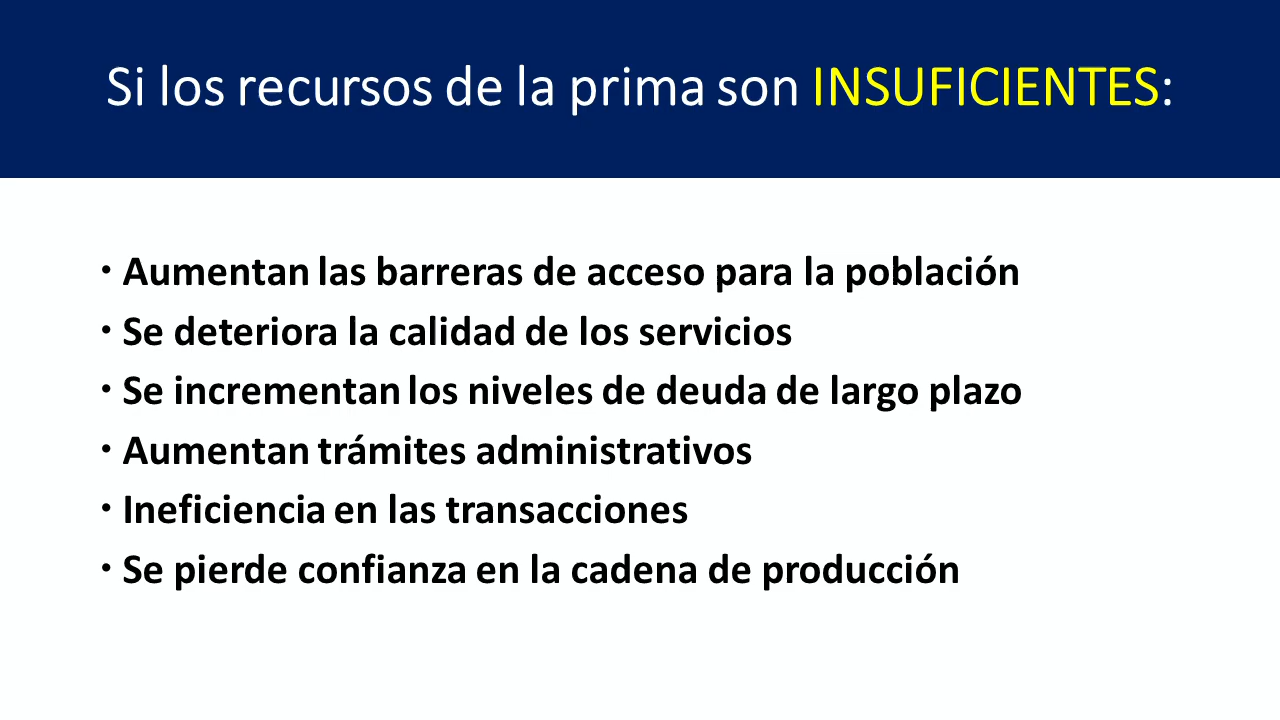 Si los recursos de la prima son INSUFICIENTES:
• Aumentan las barreras de acceso para la población
• Se deteriora la calidad de los servicios
• Se incrementan los niveles de deuda de largo plazo
• Aumentan trámites administrativos
• Ineficiencia en las transacciones
• Se pierde confianza en la cadena de producción